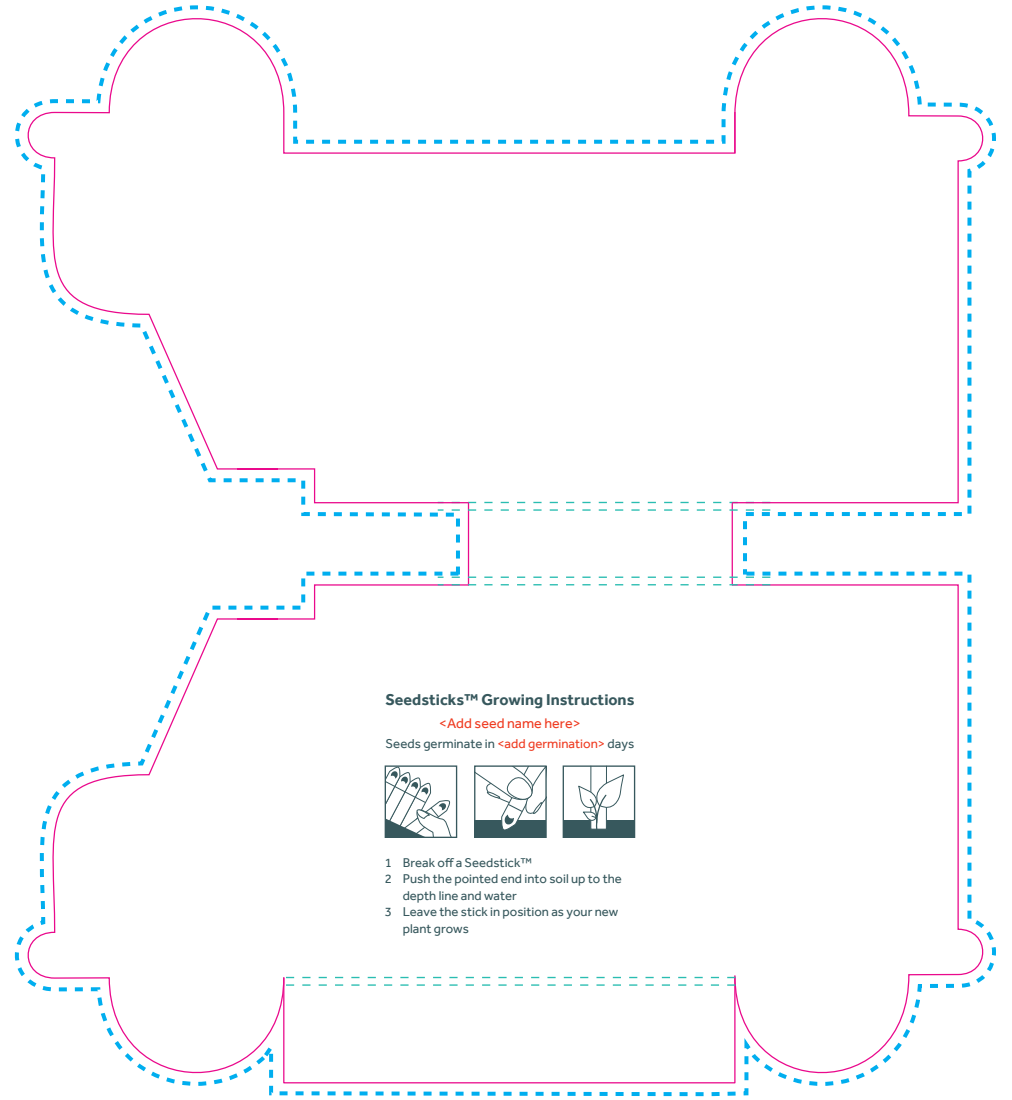 Seedsticks™ Growing Instructions
<Add seed name here>
Seeds germinate in <add germination> days
1 Break off a Seedstick™
2 Push the pointed end into soil up to the
depth line and water
3 Leave the stick in position as your new
plant grows